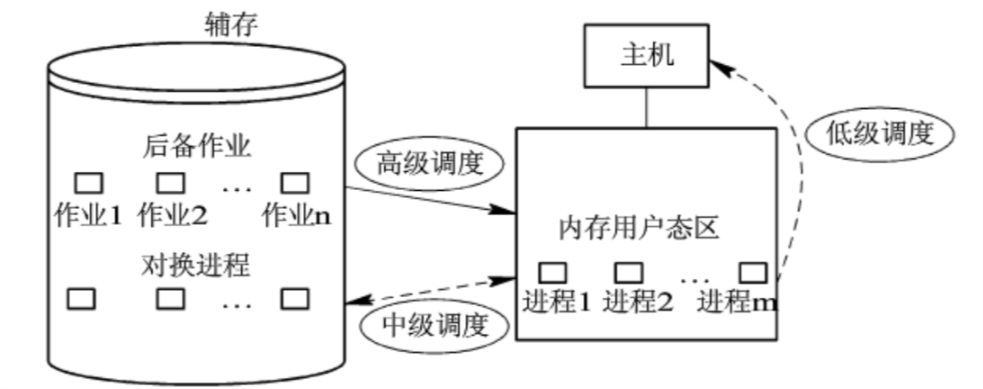 辅存
主机
后备作业
高级调度
低级调度
作业1 作业2 … 作业n
内存用户态区
对换进程
…
进程1 进程2 … 进程m
中级调度